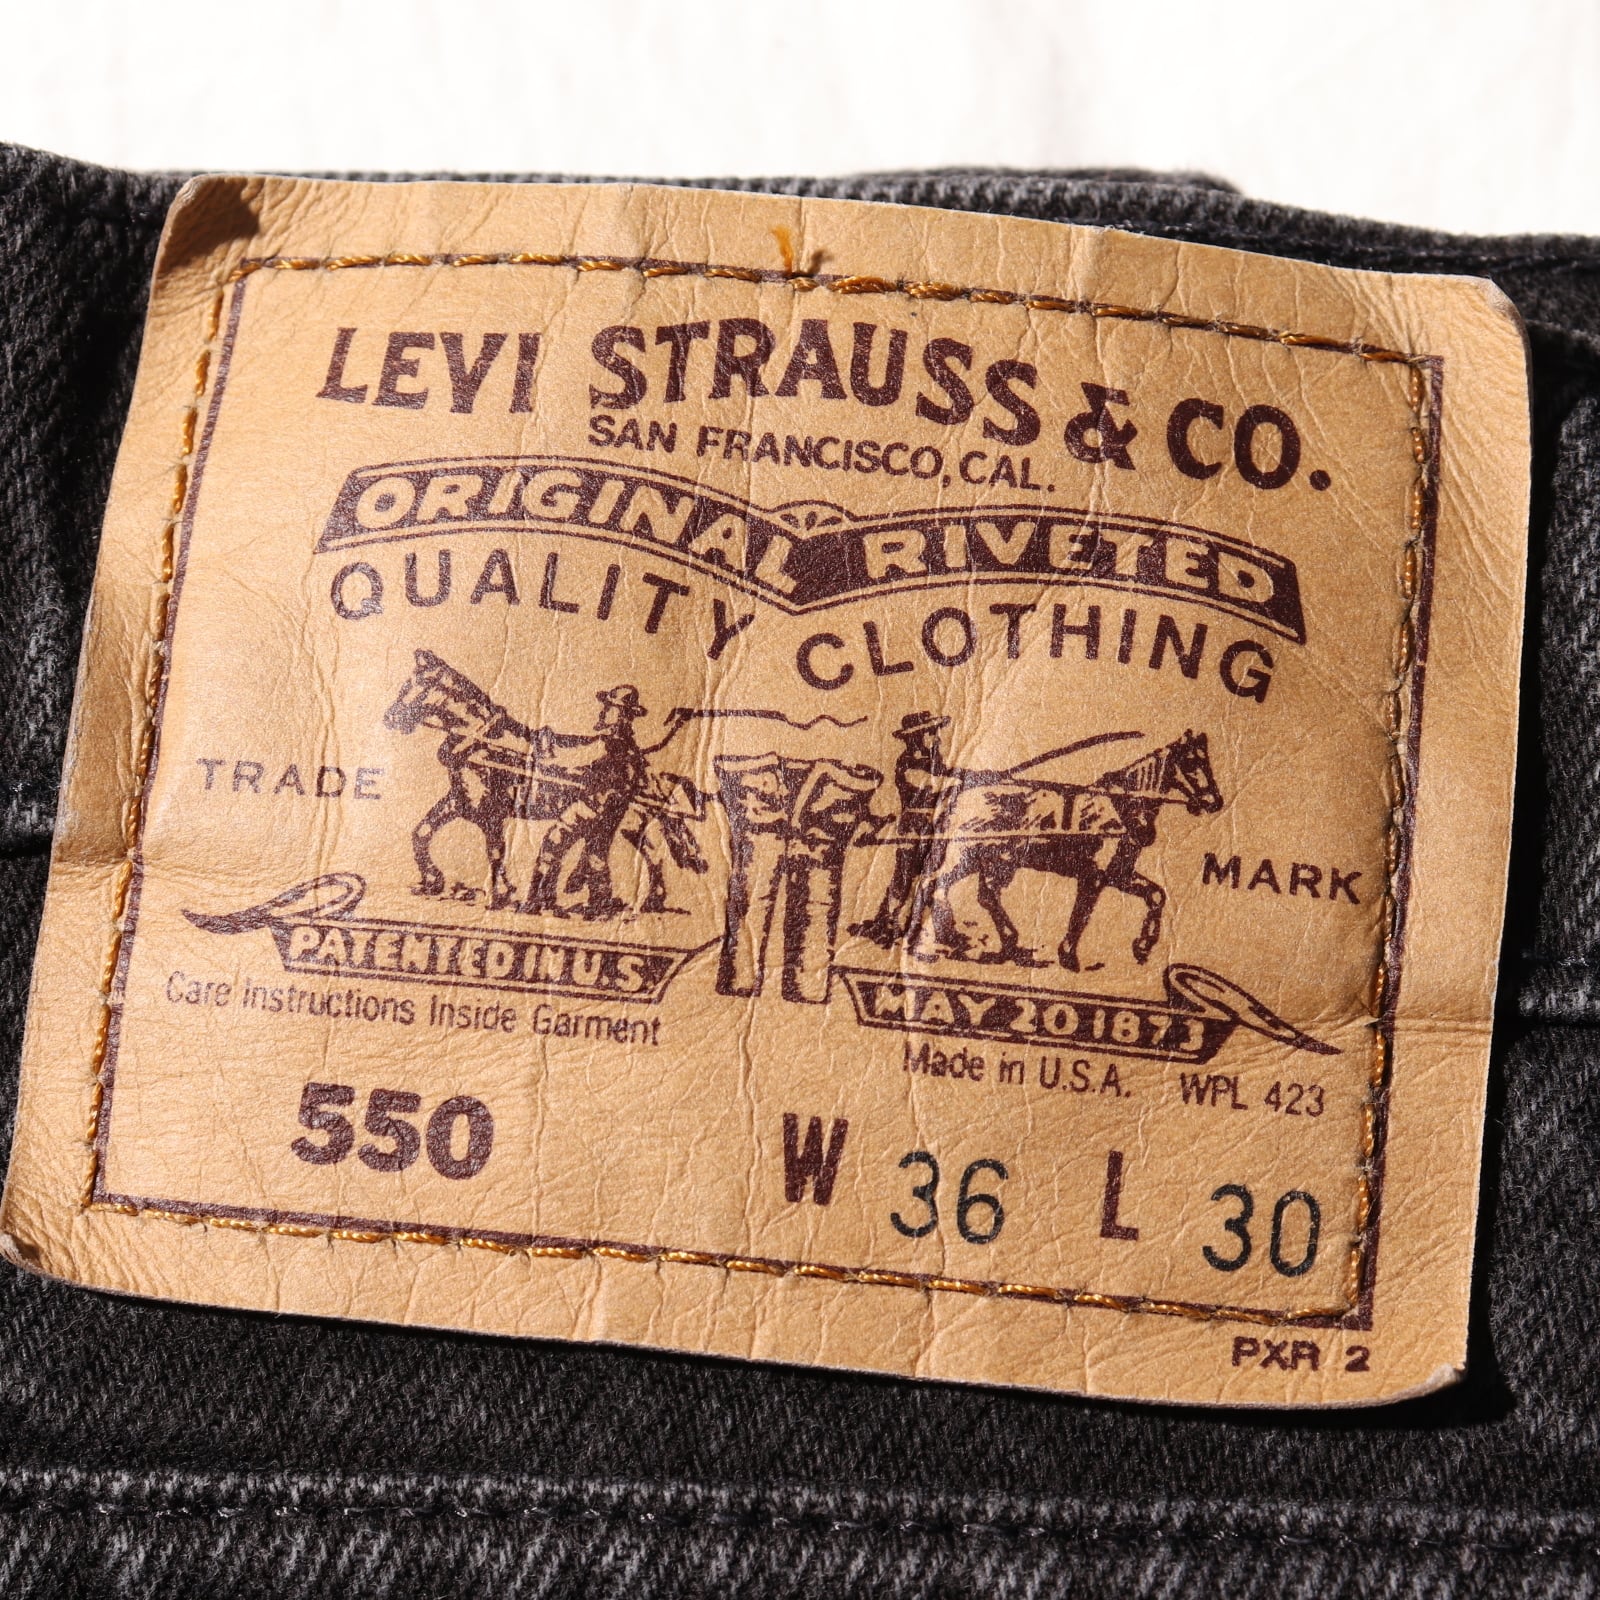 LEVI STRAUSS & CO.
SAN FRANCISCO, CAL.
ORIGINAL RIVETED
QUALITY CLOTHING
TRADE MARK
PATENTED IN U.S.
MAY 20 1873
Care Instructions Inside Garment
Made in U.S.A. WPL 423
550 W 36 L 30
PXR 2